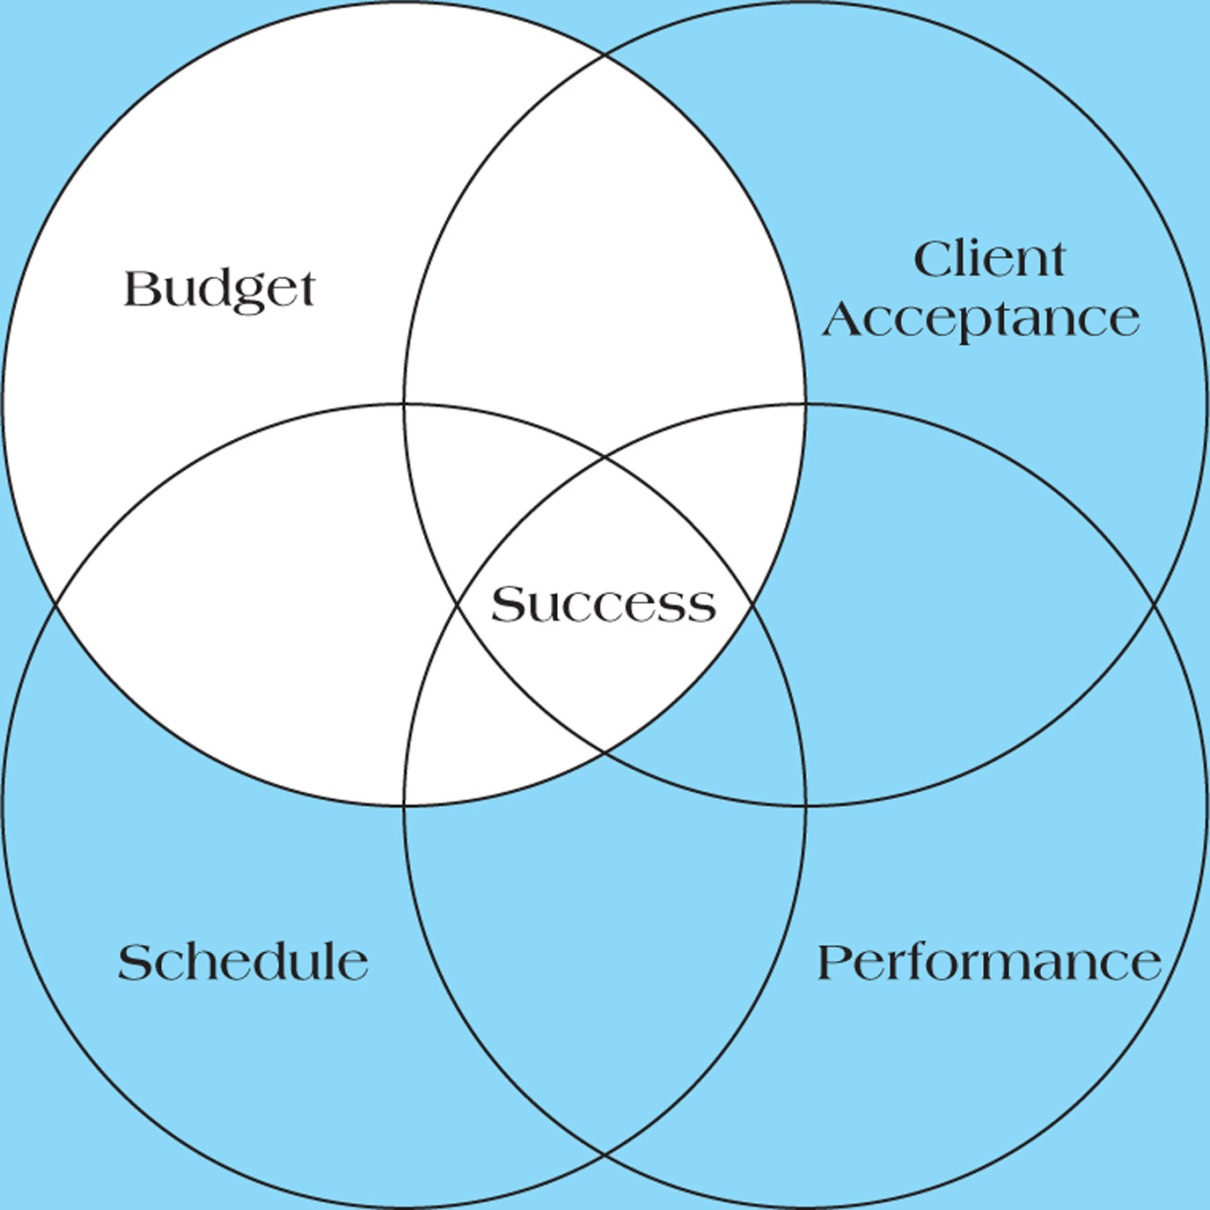 Budget
Client
Acceptance
Success
Schedule
Performance